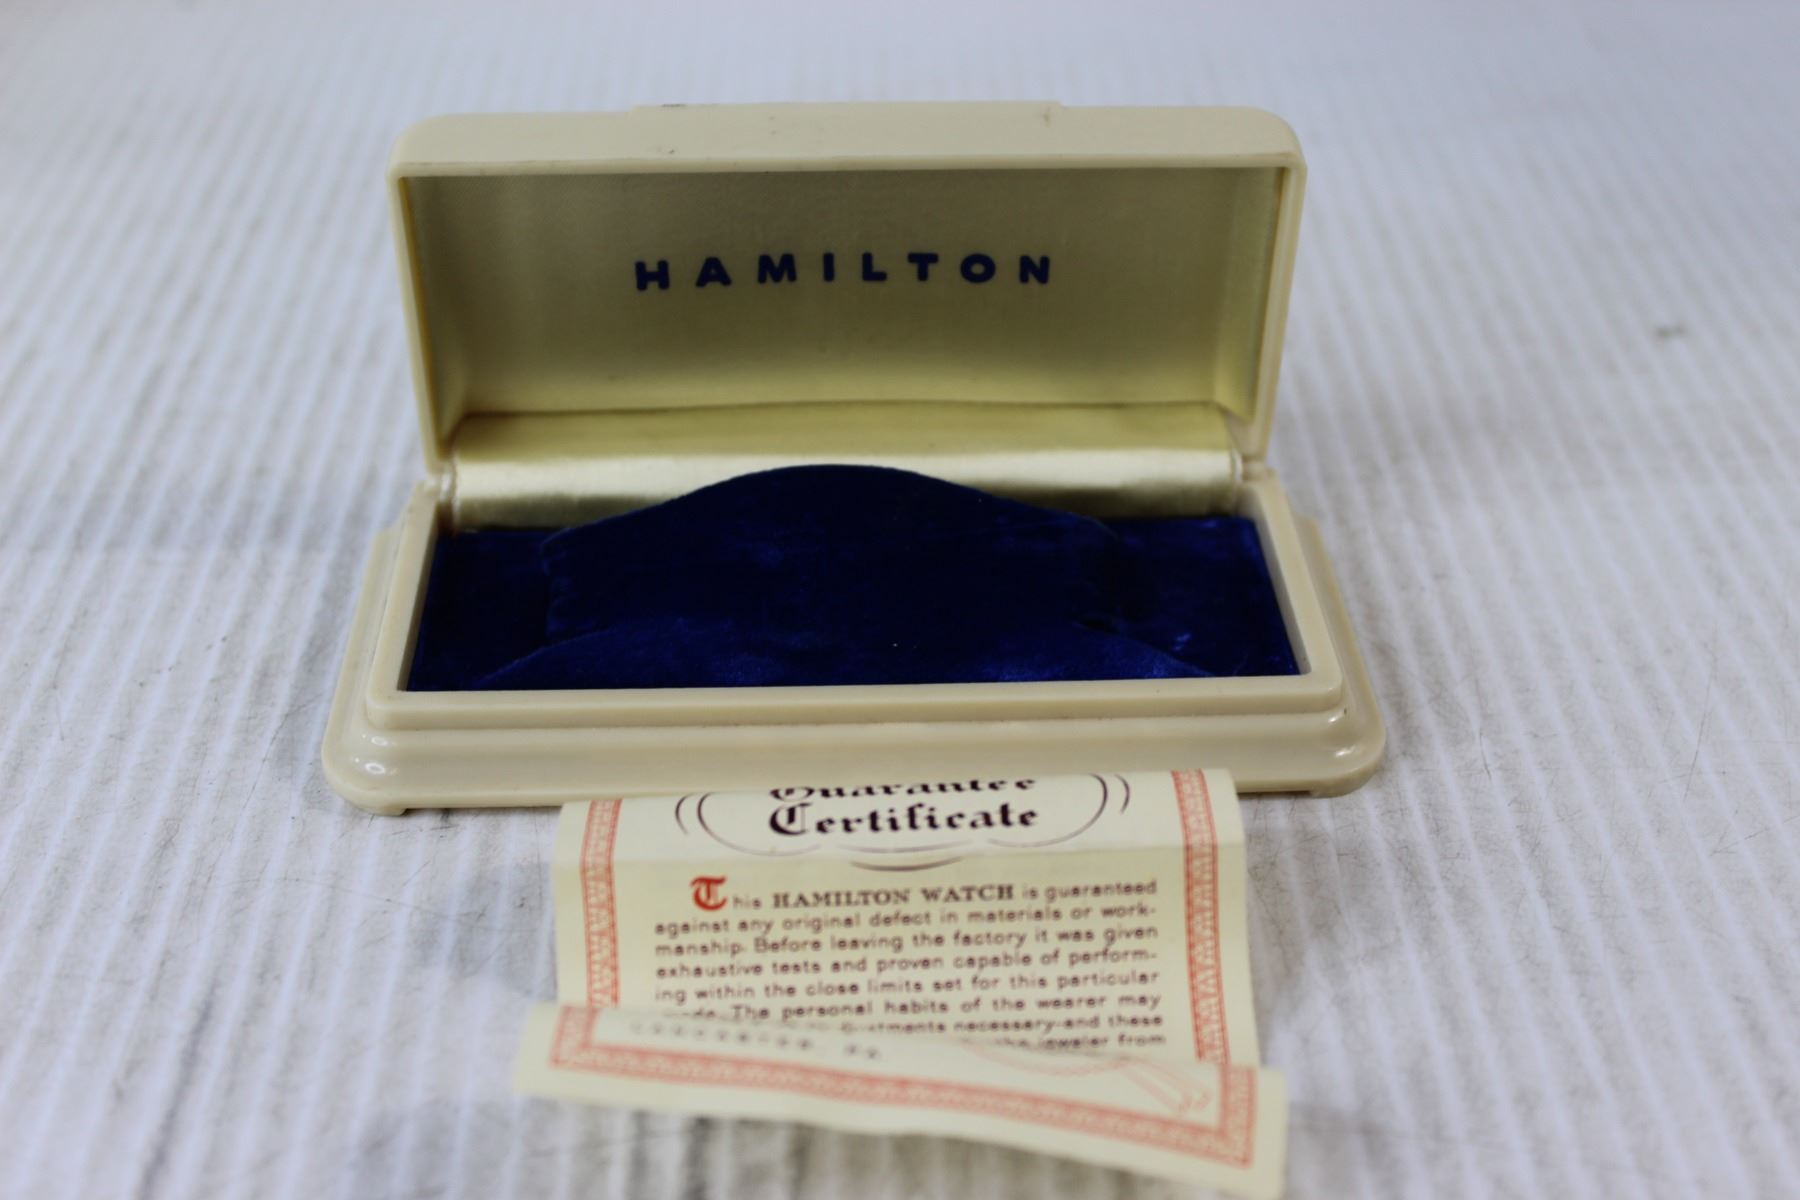 HAMILTON
Guarantee
Certificate
This HAMILTON WATCH is guaranteed
against any original defect in materials or work-
manship. Before leaving the factory it was given
exhaustive tests and proven capable of perform-
ing within the close limits set for this particular
The personal habits of the wearer may
necessary-and these
the jeweler from